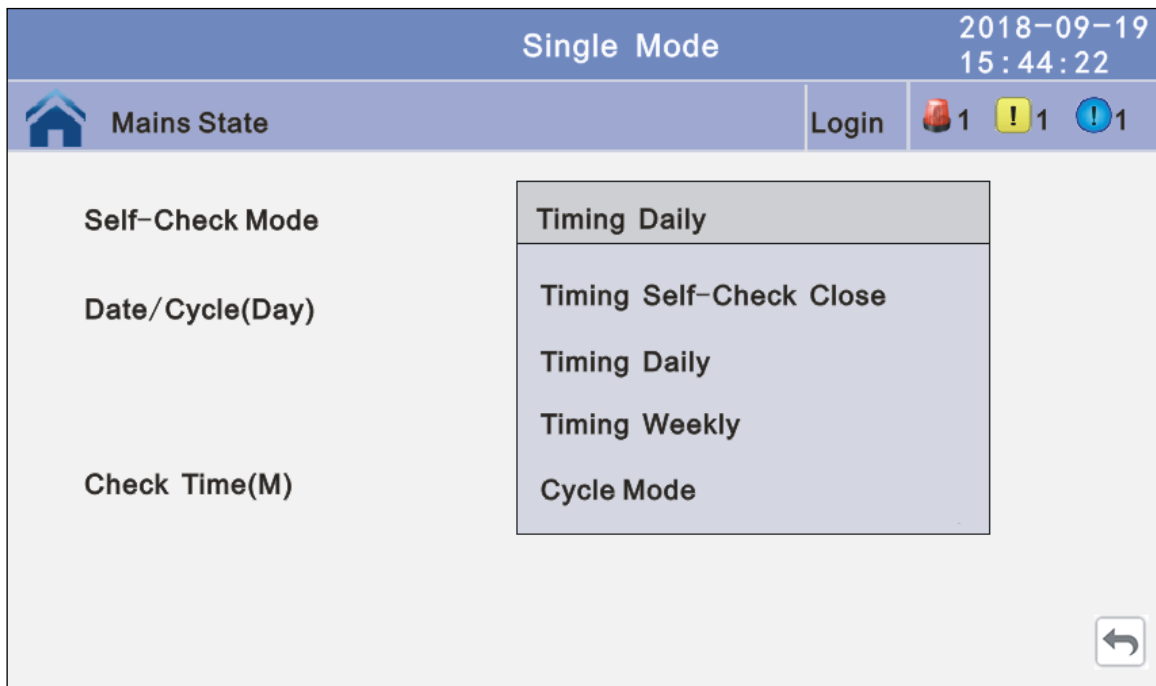 Single Mode
2018-09-19
15:44:22
Mains State
Login
1
! 1
! 1
Self-Check Mode
Timing Daily
Date/Cycle(Day)
Timing Self-Check Close
Timing Daily
Timing Weekly
Check Time(M)
Cycle Mode